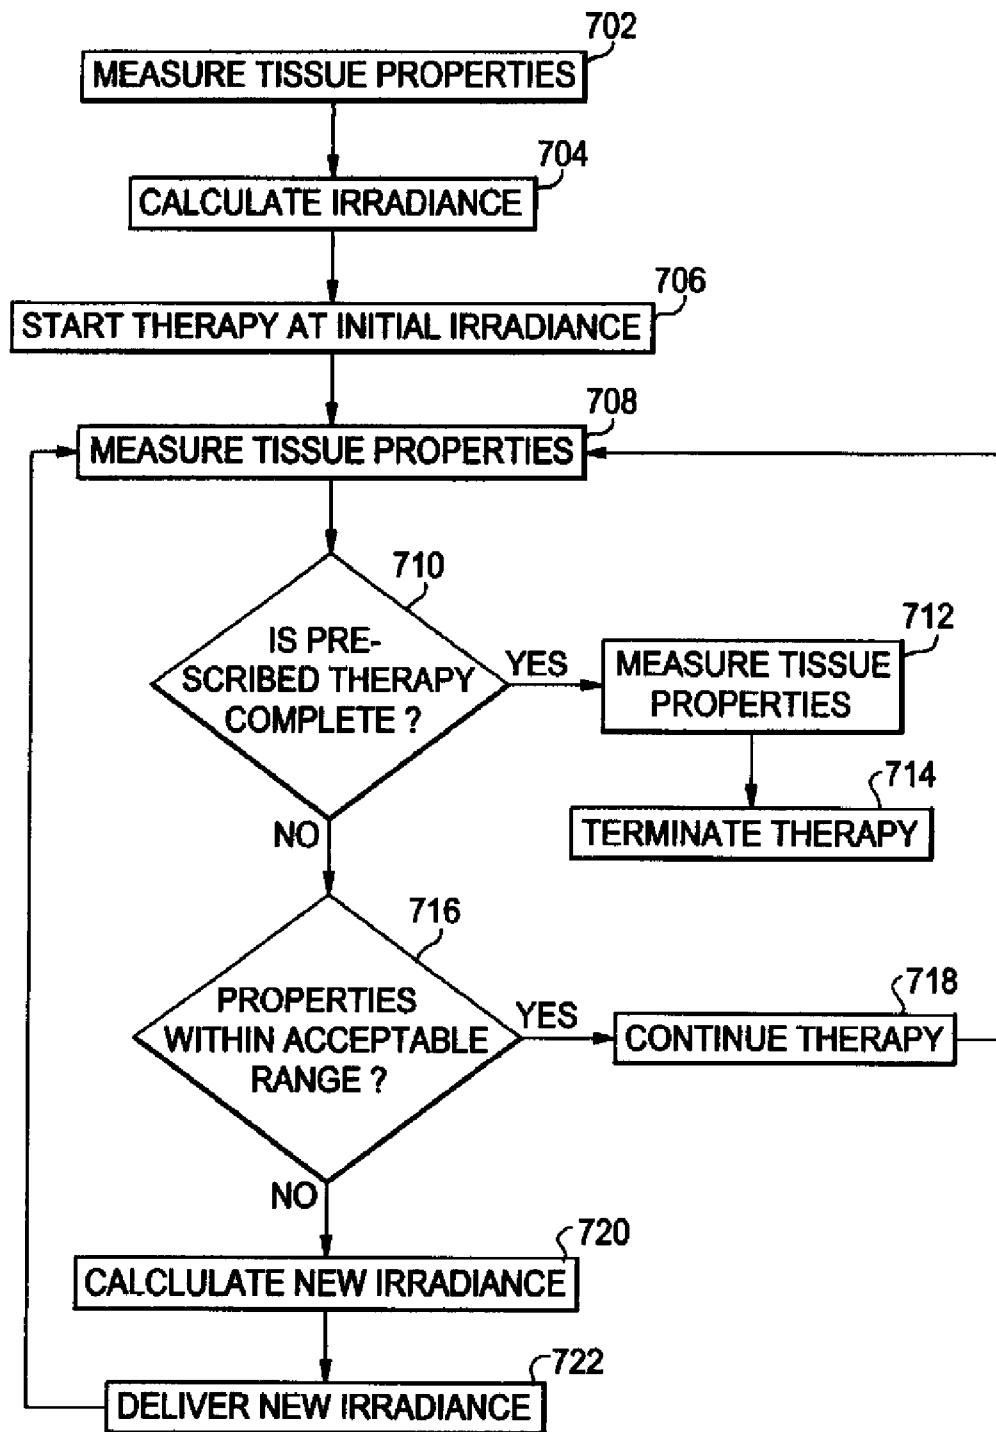 702
MEASURE TISSUE PROPERTIES
704
CALCULATE IRRADIANCE
706
START THERAPY AT INITIAL IRRADIANCE
708
MEASURE TISSUE PROPERTIES
710
IS PRE-
SCRIBED THERAPY
COMPLETE ?
YES
712
MEASURE TISSUE
PROPERTIES
714
TERMINATE THERAPY
NO
716
PROPERTIES
WITHIN ACCEPTABLE
RANGE ?
YES
718
CONTINUE THERAPY
NO
720
CALCLULATE NEW IRRADIANCE
722
DELIVER NEW IRRADIANCE